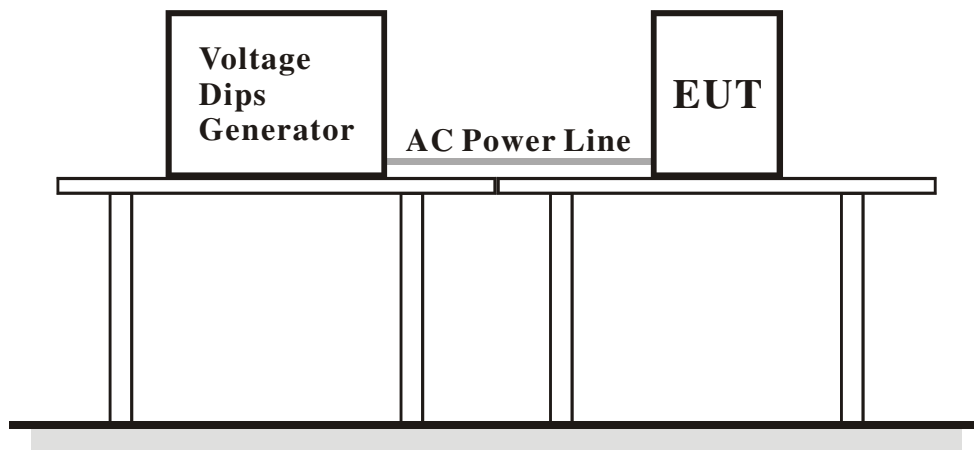 Voltage
Dips
Generator
AC Power Line
EUT